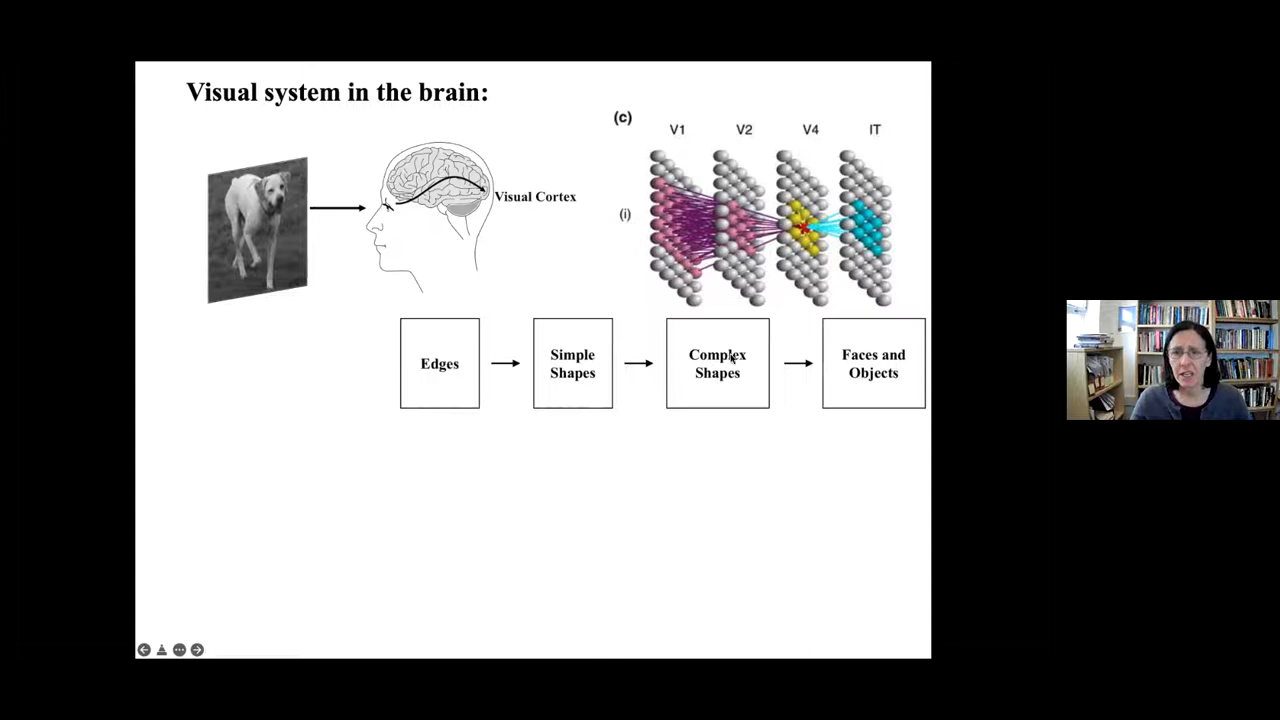 Visual system in the brain:
(c)
V1 V2 V4 IT
Visual Cortex
(i)
Edges
Simple
Shapes
Complex
Shapes
Faces and
Objects